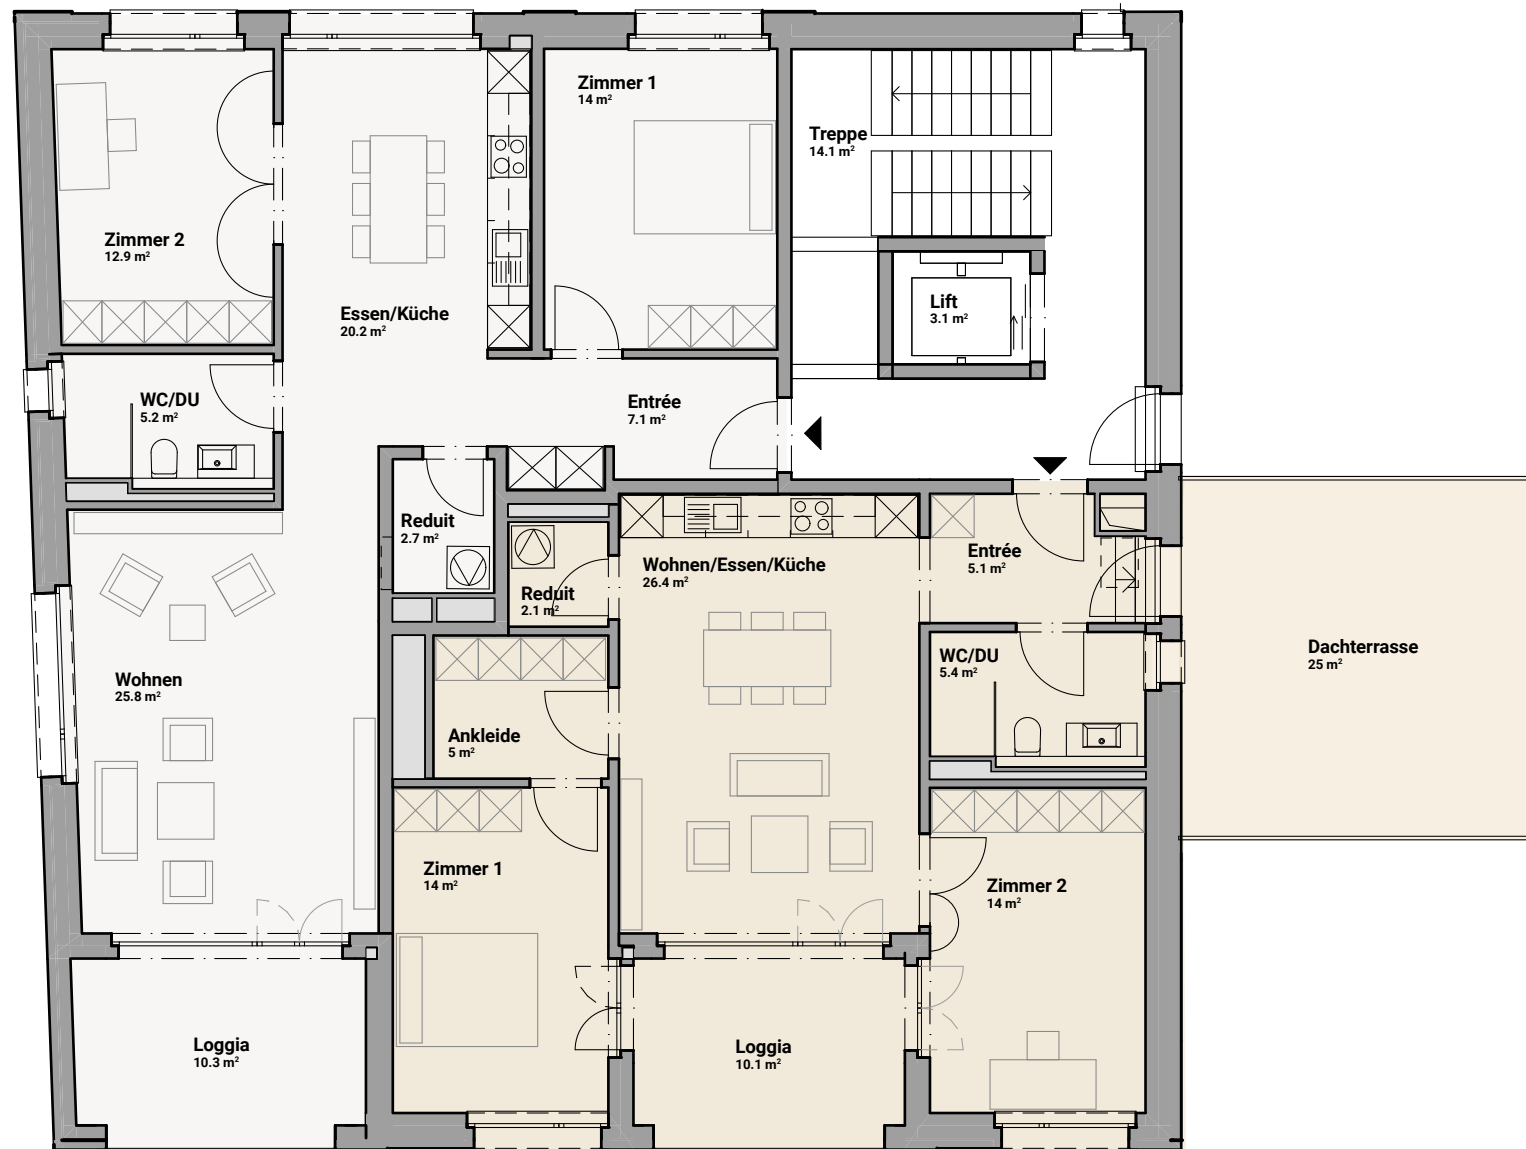 Zimmer 1
14 m²
Treppe
14.1 m²
Zimmer 2
12.9 m²
Essen/Küche
20.2 m²
Lift
3.1 m²
WC/DU
5.2 m²
Entrée
7.1 m²
Reduit
2.7 m²
Reduit
2.1 m²
Wohnen/Essen/Küche
26.4 m²
Entrée
5.1 m²
Dachterrasse
25 m²
WC/DU
5.4 m²
Wohnen
25.8 m²
Ankleide
5 m²
Zimmer 1
14 m²
Zimmer 2
14 m²
Loggia
10.3 m²
Loggia
10.1 m²